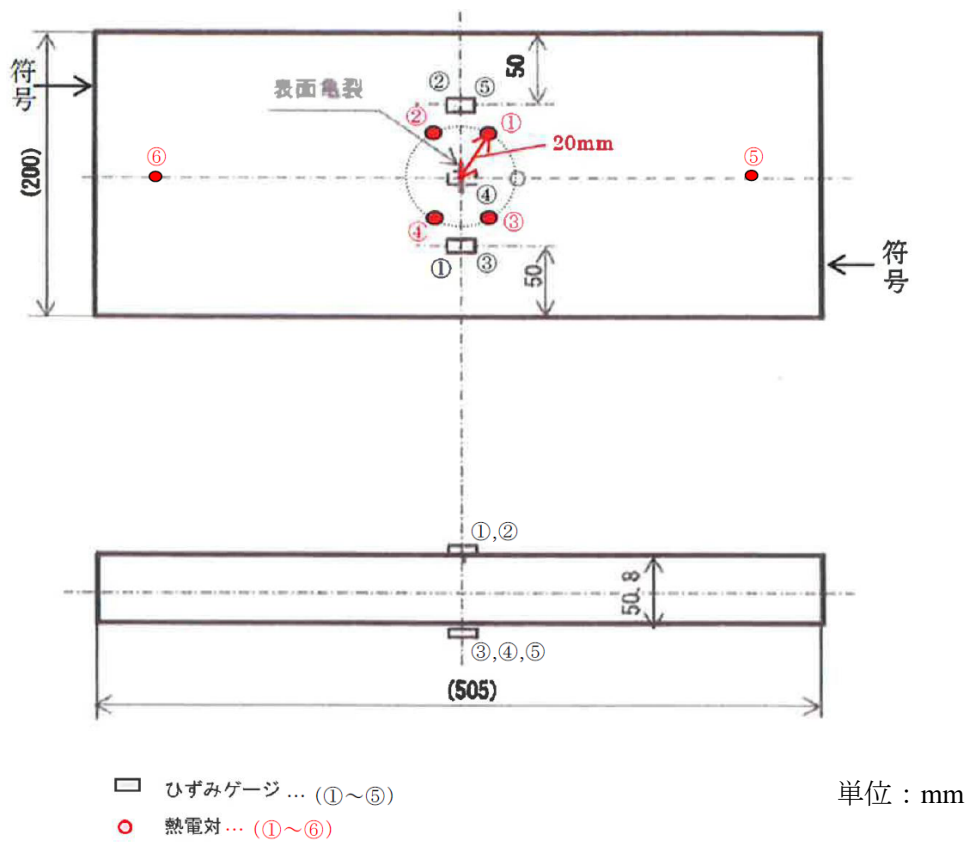 符号
(200)
表面亀裂
② ⑤
50
② ①
20mm
⑥
⑤
④
④ ③
① ③
50
符号
①,②
50.8
③,④,⑤
(505)
ひずみゲージ … (①～⑤)
熱電対… (①～⑥)
単位：mm